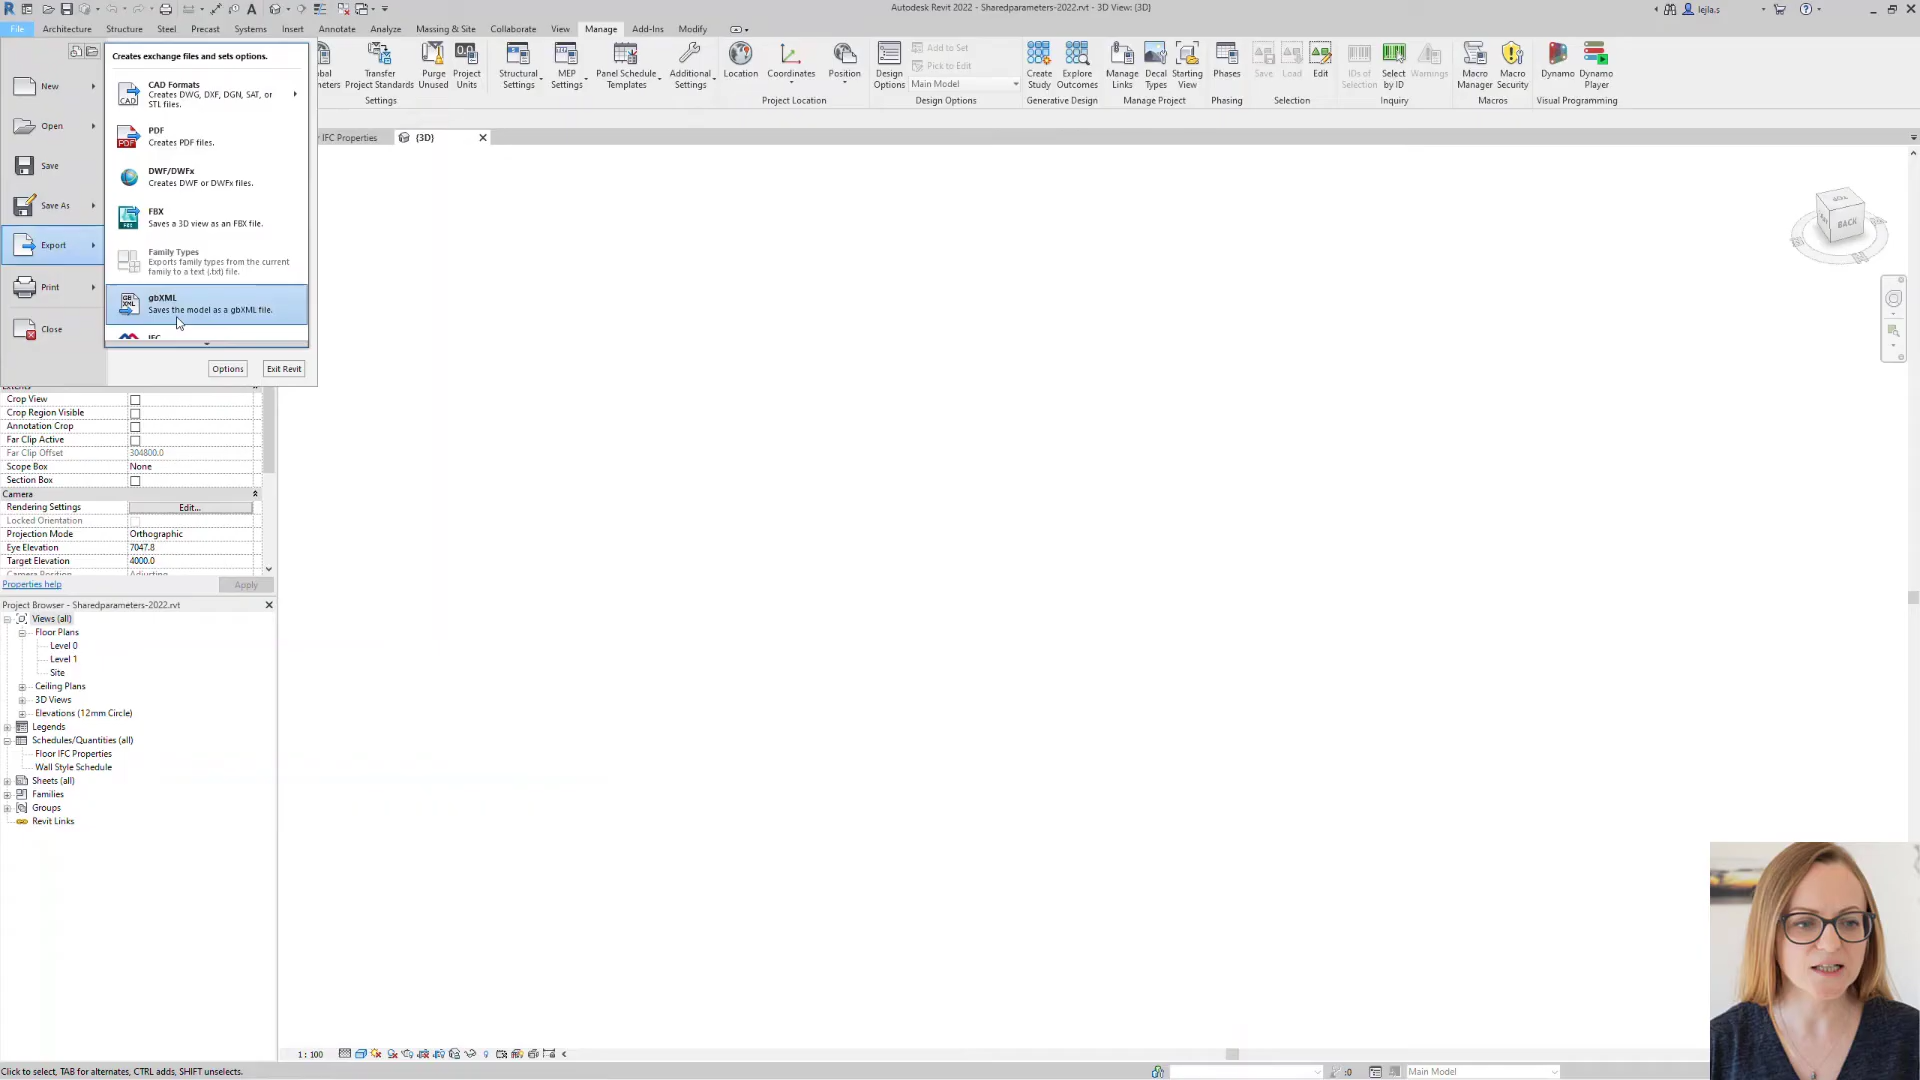 Autodesk Revit 2022 - Sharedparameters-2022.rvt - 3D View: {3D}
lejla.s
File Architecture Structure Steel Precast Systems Insert Annotate Analyze Massing & Site Collaborate View Manage Add-Ins Modify
Creates exchange files and sets options.
New
Open
Save
Save As
Export
Print
Close
CAD Formats
Creates DWG, DXF, DGN, SAT, or
STL files.
PDF
Creates PDF files.
DWF/DWFx
Creates DWF or DWFx files.
FBX
Saves a 3D view as an FBX file.
Family Types
Exports family types from the current
family to a text (.txt) file.
gbXML
Saves the model as a gbXML file.
IFC
Options
Exit Revit
Transfer
Project Standards
Purge
Unused
Project
Units
Settings
Structural
Settings
MEP
Settings
Panel Schedule
Templates
Additional
Settings
Location
Coordinates
Position
Project Location
Design
Options
Add to Set
Pick to Edit
Main Model
Design Options
Create
Study
Explore
Outcomes
Generative Design
Manage
Links
Decal
Types
Starting
View
Manage Project
Phases
Phasing
Save
Load
Edit
Selection
IDs of
Selection
Select
by ID
Warnings
Inquiry
Macro
Manager
Macro
Security
Macros
Dynamo
Dynamo
Player
Visual Programming
IFC Properties
{3D}
BACK
Crop View
Crop Region Visible
Annotation Crop
Far Clip Active
Far Clip Offset 304800.0
Scope Box None
Section Box
Camera
Rendering Settings Edit...
Locked Orientation
Projection Mode Orthographic
Eye Elevation 7047.8
Target Elevation 4000.0
Camera Position Adjusting
Properties help
Apply
Project Browser - Sharedparameters-2022.rvt
Views (all)
Floor Plans
Level 0
Level 1
Site
Ceiling Plans
3D Views
Elevations (12mm Circle)
Legends
Schedules/Quantities (all)
Floor IFC Properties
Wall Style Schedule
Sheets (all)
Families
Groups
Revit Links
1 : 100
Click to select, TAB for alternates, CTRL adds, SHIFT unselects.
:0
Main Model